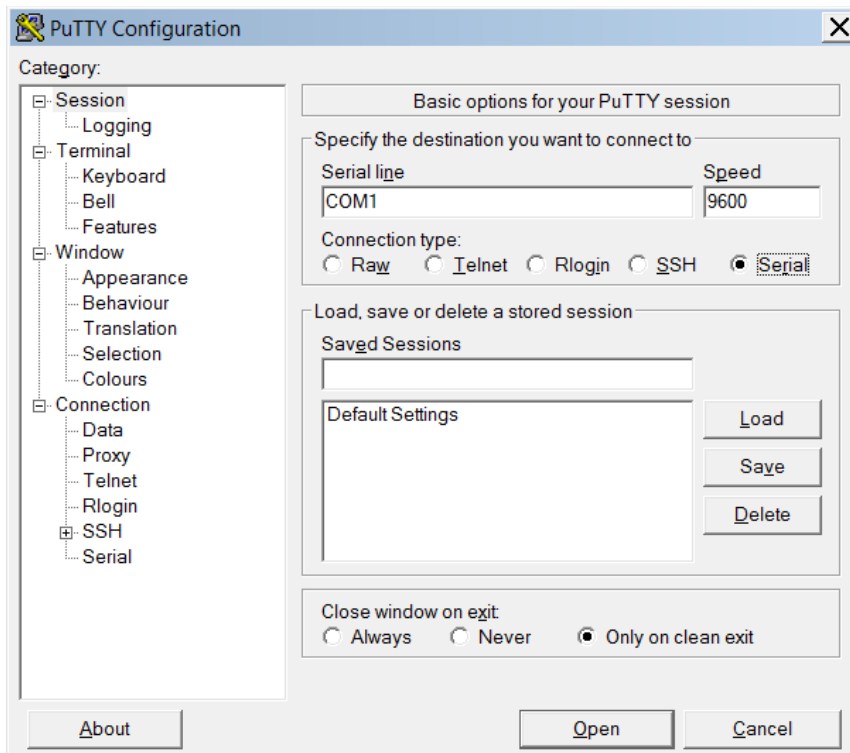 PuTTY Configuration
Category:
Session
Logging
Terminal
Keyboard
Bell
Features
Window
Appearance
Behaviour
Translation
Selection
Colours
Connection
Data
Proxy
Telnet
Rlogin
SSH
Serial
Basic options for your PuTTY session
Specify the destination you want to connect to
Serial line Speed
COM1 9600
Connection type:
Raw Telnet Rlogin SSH Serial
Load, save or delete a stored session
Saved Sessions
Default Settings
Load
Save
Delete
Close window on exit:
Always Never Only on clean exit
About Open Cancel